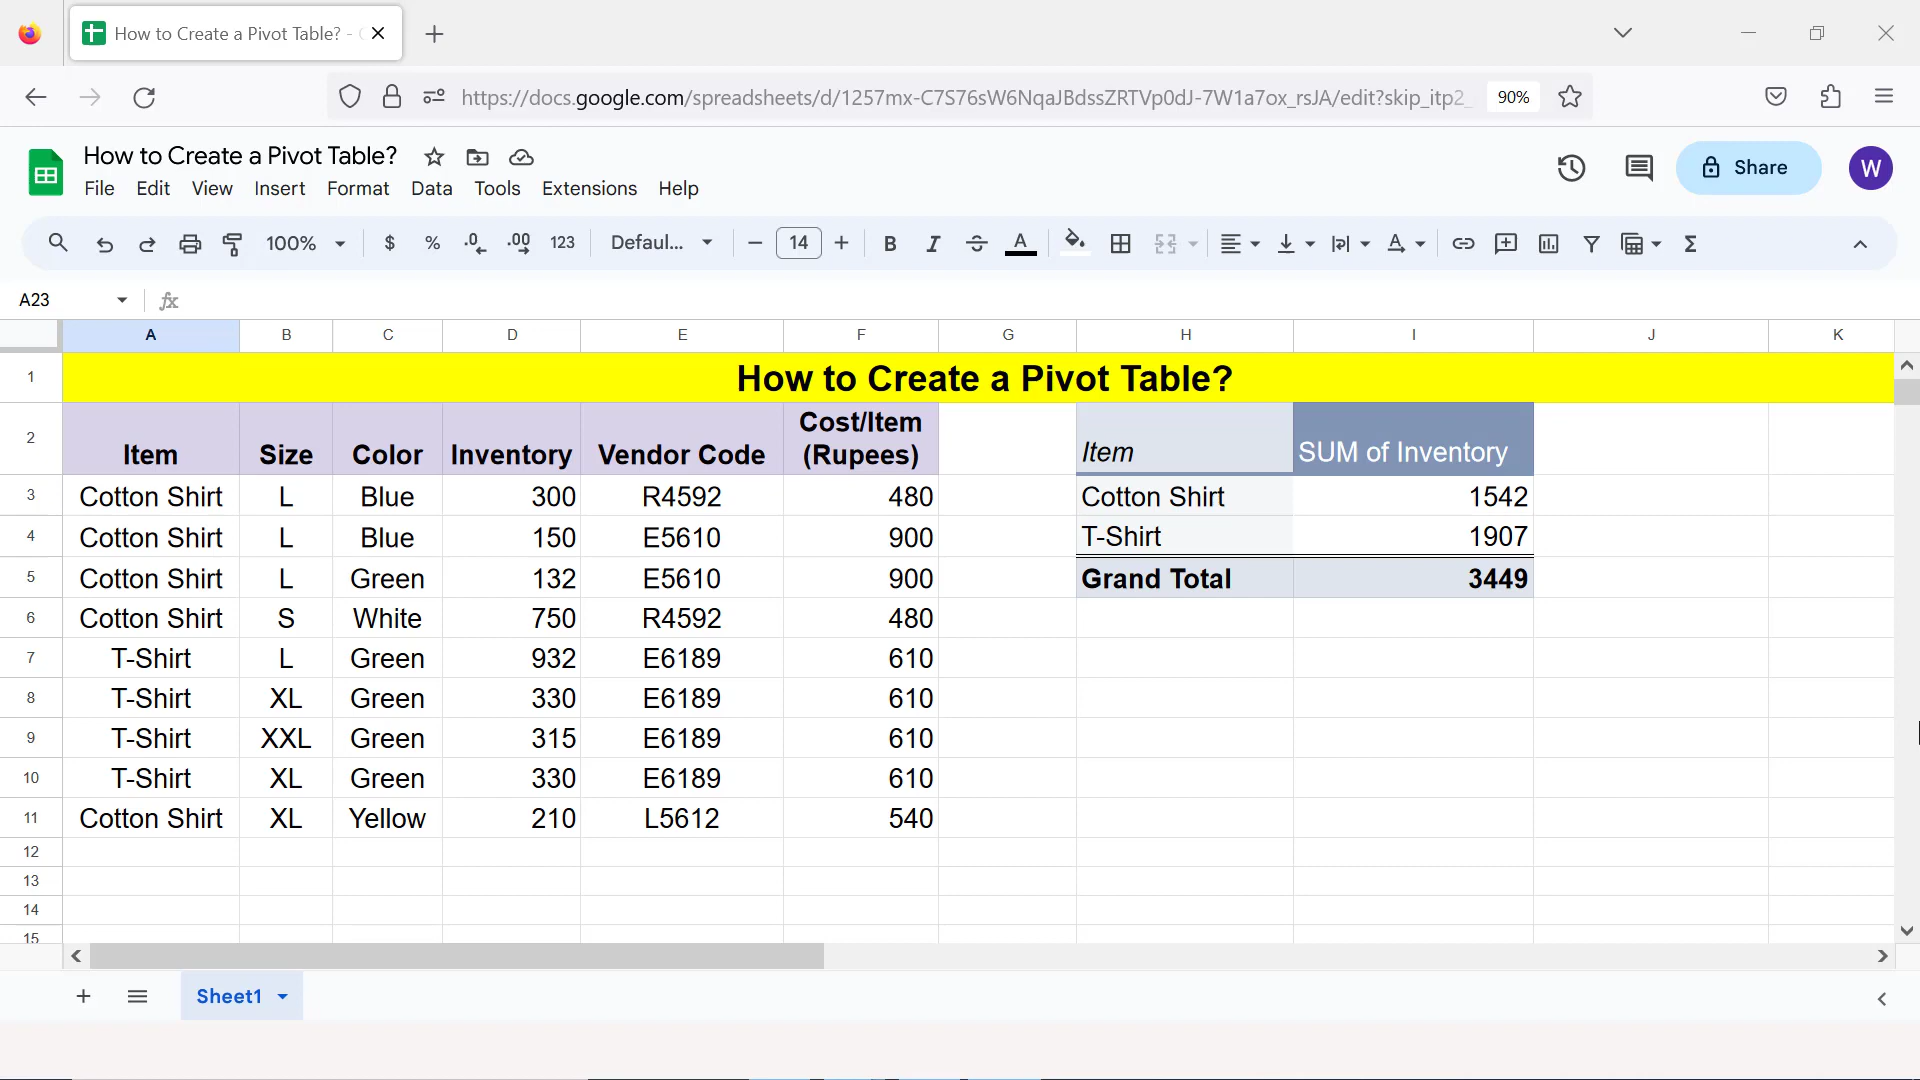 How to Create a Pivot Table? -
https://docs.google.com/spreadsheets/d/1257mx-C7S76sW6NqaJBdssZRTVp0dJ-7W1a7ox_rsJA/edit?skip_itp2_ 90%
How to Create a Pivot Table?
File Edit View Insert Format Data Tools Extensions Help
Share W
100% $ % .0 .00 123 Defaul... 14 B I S A A Σ
A23 fx
A B C D E F G H I J K
1 How to Create a Pivot Table?
2 Item Size Color Inventory Vendor Code Cost/Item (Rupees) Item SUM of Inventory
3 Cotton Shirt L Blue 300 R4592 480 Cotton Shirt 1542
4 Cotton Shirt L Blue 150 E5610 900 T-Shirt 1907
5 Cotton Shirt L Green 132 E5610 900 Grand Total 3449
6 Cotton Shirt S White 750 R4592 480
7 T-Shirt L Green 932 E6189 610
8 T-Shirt XL Green 330 E6189 610
9 T-Shirt XXL Green 315 E6189 610
10 T-Shirt XL Green 330 E6189 610
11 Cotton Shirt XL Yellow 210 L5612 540
12
13
14
15
Sheet1